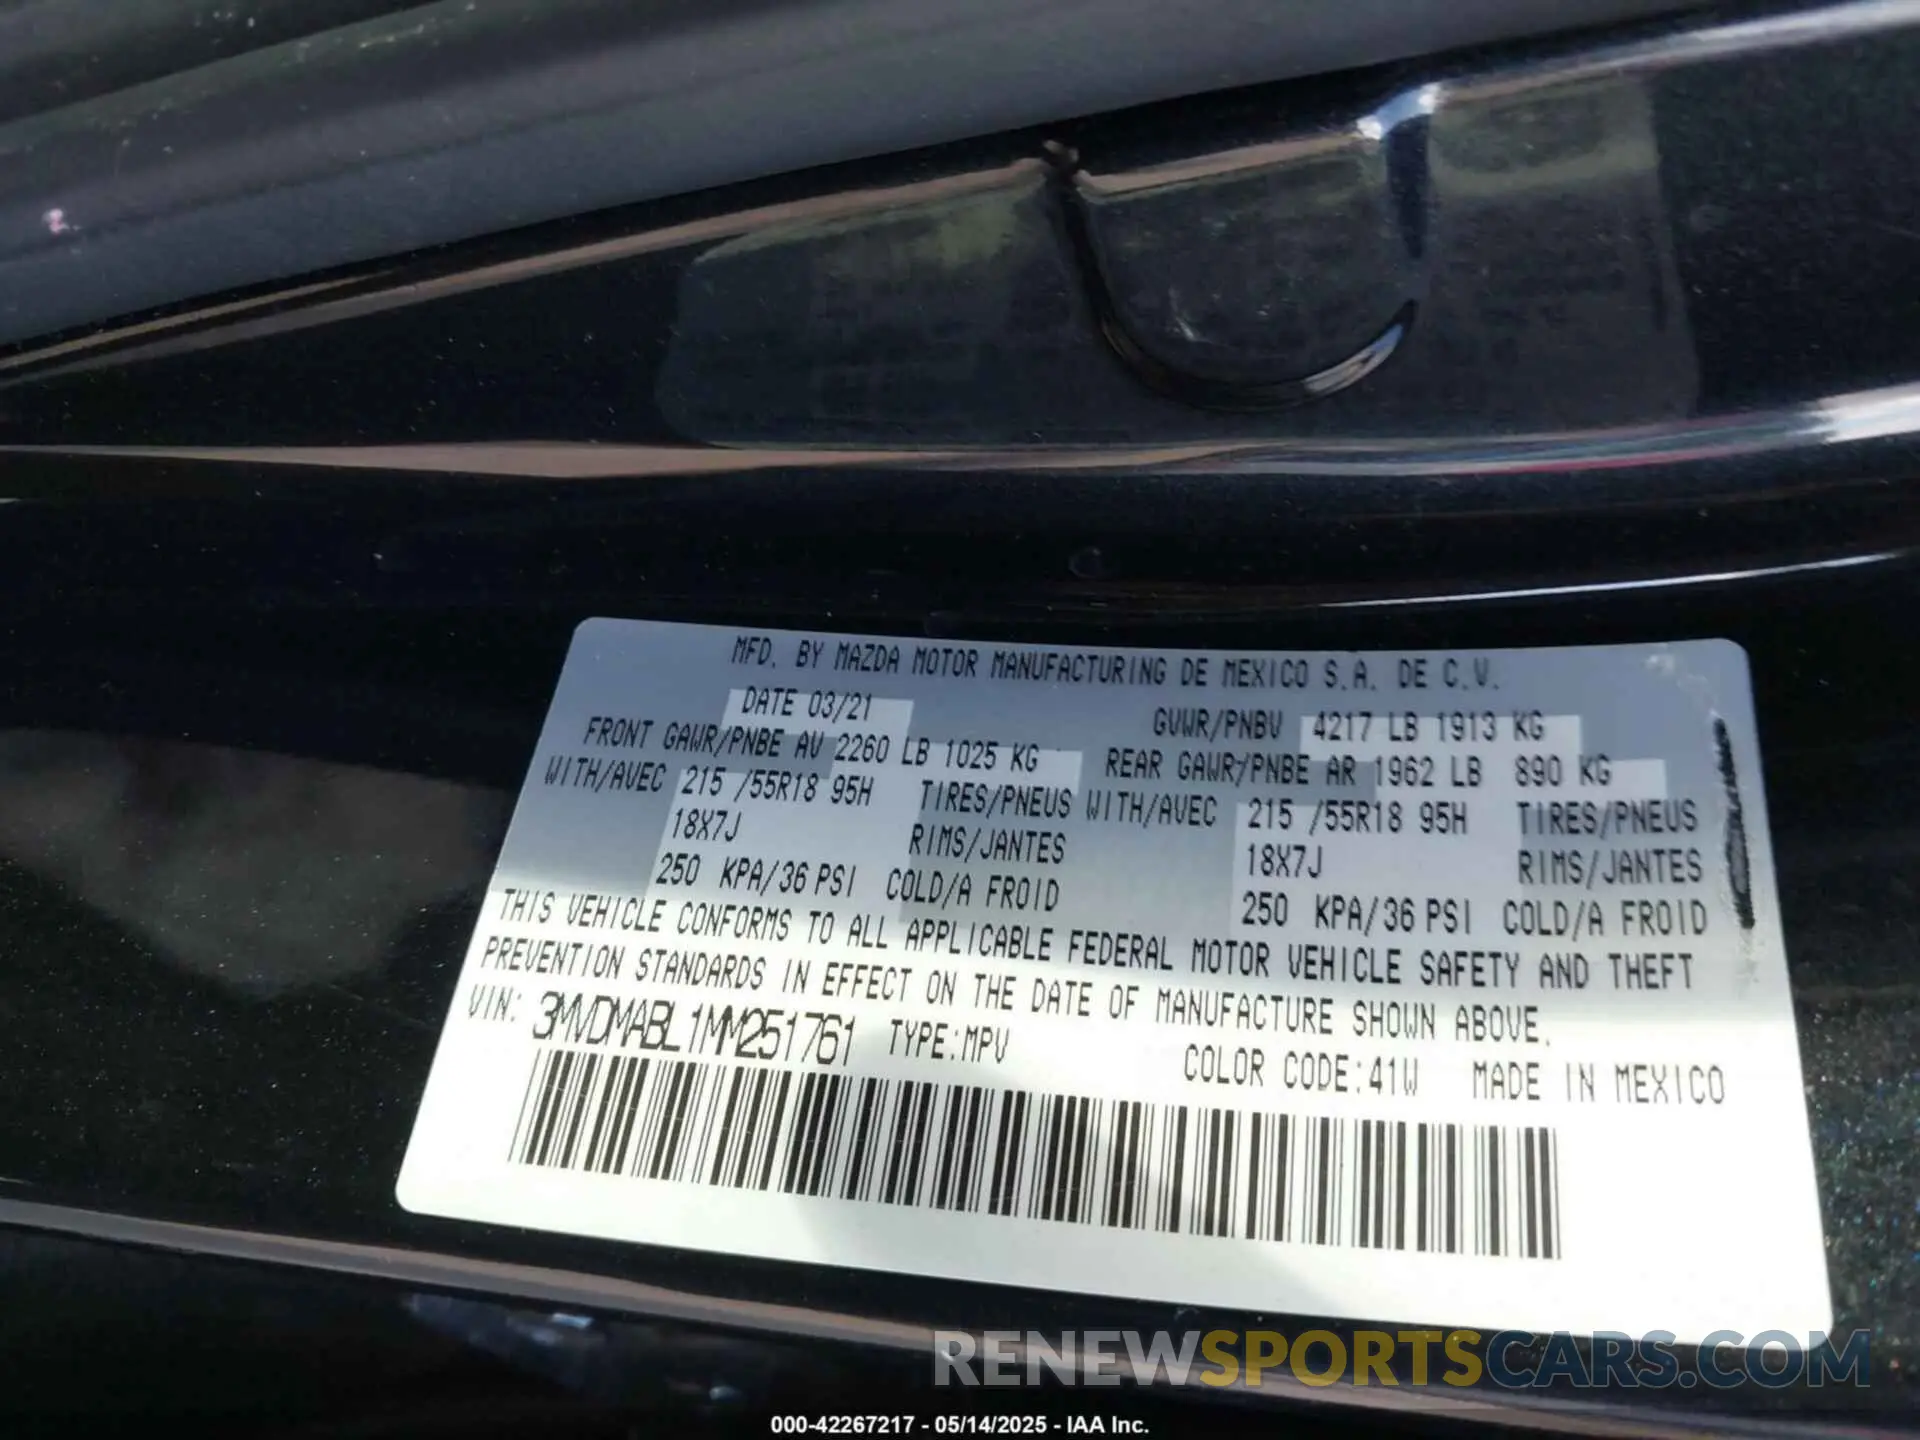 MFD. BY MAZDA MOTOR MANUFACTURING DE MEXICO S.A. DE C.V.
DATE 03/21 GVWR/PNBV 4217 LB 1913 KG
FRONT GAWR/PNBE AV 2260 LB 1025 KG REAR GAWR/PNBE AR 1962 LB 890 KG
WITH/AVEC 215 /55R18 95H TIRES/PNEUS WITH/AVEC 215 /55R18 95H TIRES/PNEUS
18X7J RIMS/JANTES 18X7J RIMS/JANTES
250 KPA/36 PSI COLD/A FROID 250 KPA/36 PSI COLD/A FROID
THIS VEHICLE CONFORMS TO ALL APPLICABLE FEDERAL MOTOR VEHICLE SAFETY AND THEFT
PREVENTION STANDARDS IN EFFECT ON THE DATE OF MANUFACTURE SHOWN ABOVE.
VIN: 3MVDMABL1MM251761 TYPE:MPV COLOR CODE:41W MADE IN MEXICO
RENEWSPORTSCARS.COM
000-42267217 - 05/14/2025 - IAA Inc.